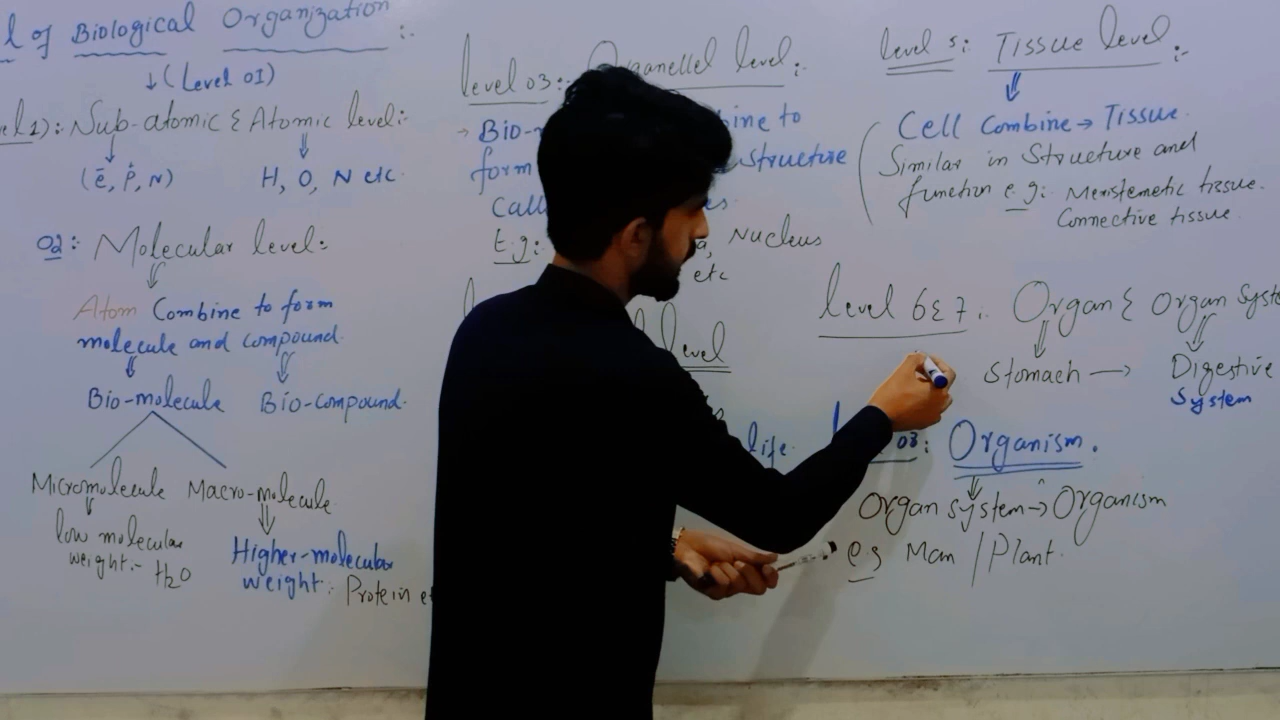 l of Biological Organization :.
↓ (Level 01)
el 1): Sub-atomic & Atomic level:-
(ē, p, N) H, O, N etc.
02: Molecular level:
Atom Combine to form
molecule and compound.
Bio-molecule Bio-compound.
Micromolecule Macro-molecule
low molecular
weight:- H2O
Higher-molecular
weight: Protein e
level 03: Organellel level:
→ Bio- bine to
form Structure
Call es.
E.g: a, Nucleus
etc
l level
life.
level 5: Tissue level:-
Cell Combine → Tissue.
Similar in Structure and
function e.g: Meristemetic tissue.
Connective tissue.
Level 6 & 7:. Organ & Organ Syst
Stomach → Digestive
System
03: Organism.
Organ system → Organism
e.g Man / Plant.